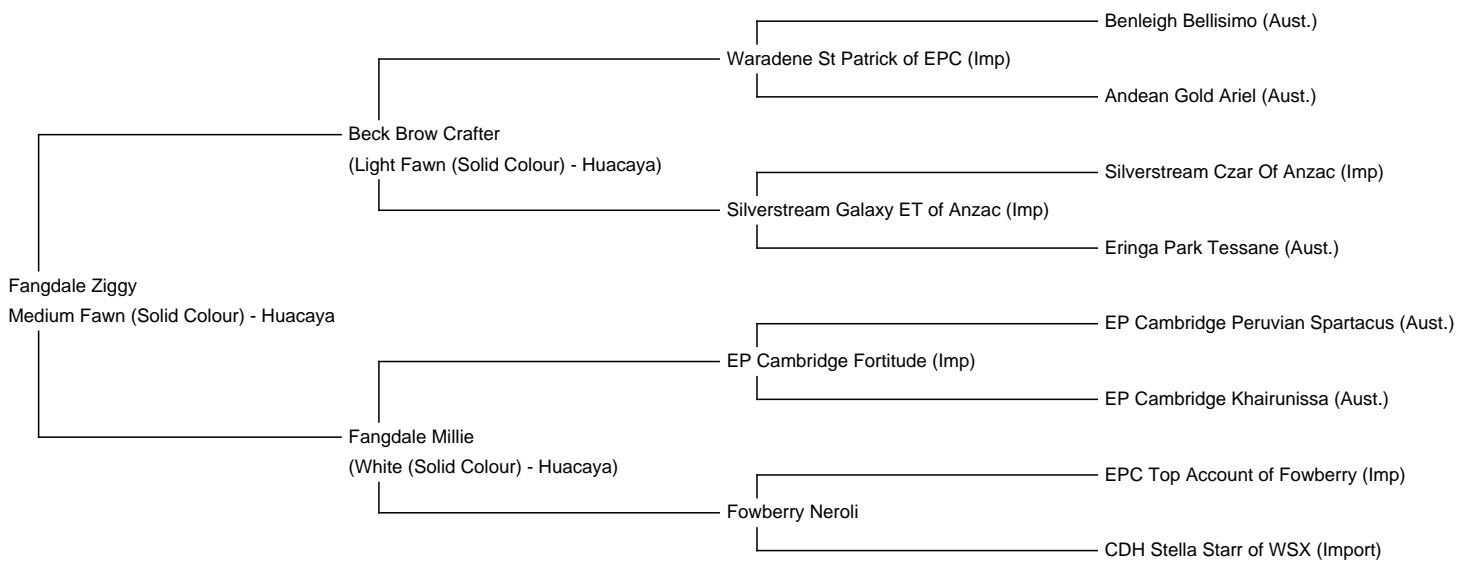 Benleigh Bellisimo (Aust.)
Waradene St Patrick of EPC (Imp)
Andean Gold Ariel (Aust.)
Beck Brow Crafter
(Light Fawn (Solid Colour) - Huacaya)
Silverstream Czar Of Anzac (Imp)
Silverstream Galaxy ET of Anzac (Imp)
Eringa Park Tessane (Aust.)
Fangdale Ziggy
Medium Fawn (Solid Colour) - Huacaya
EP Cambridge Peruvian Spartacus (Aust.)
EP Cambridge Fortitude (Imp)
EP Cambridge Khairunissa (Aust.)
Fangdale Millie
(White (Solid Colour) - Huacaya)
EPC Top Account of Fowberry (Imp)
Fowberry Neroli
CDH Stella Starr of WSX (Import)